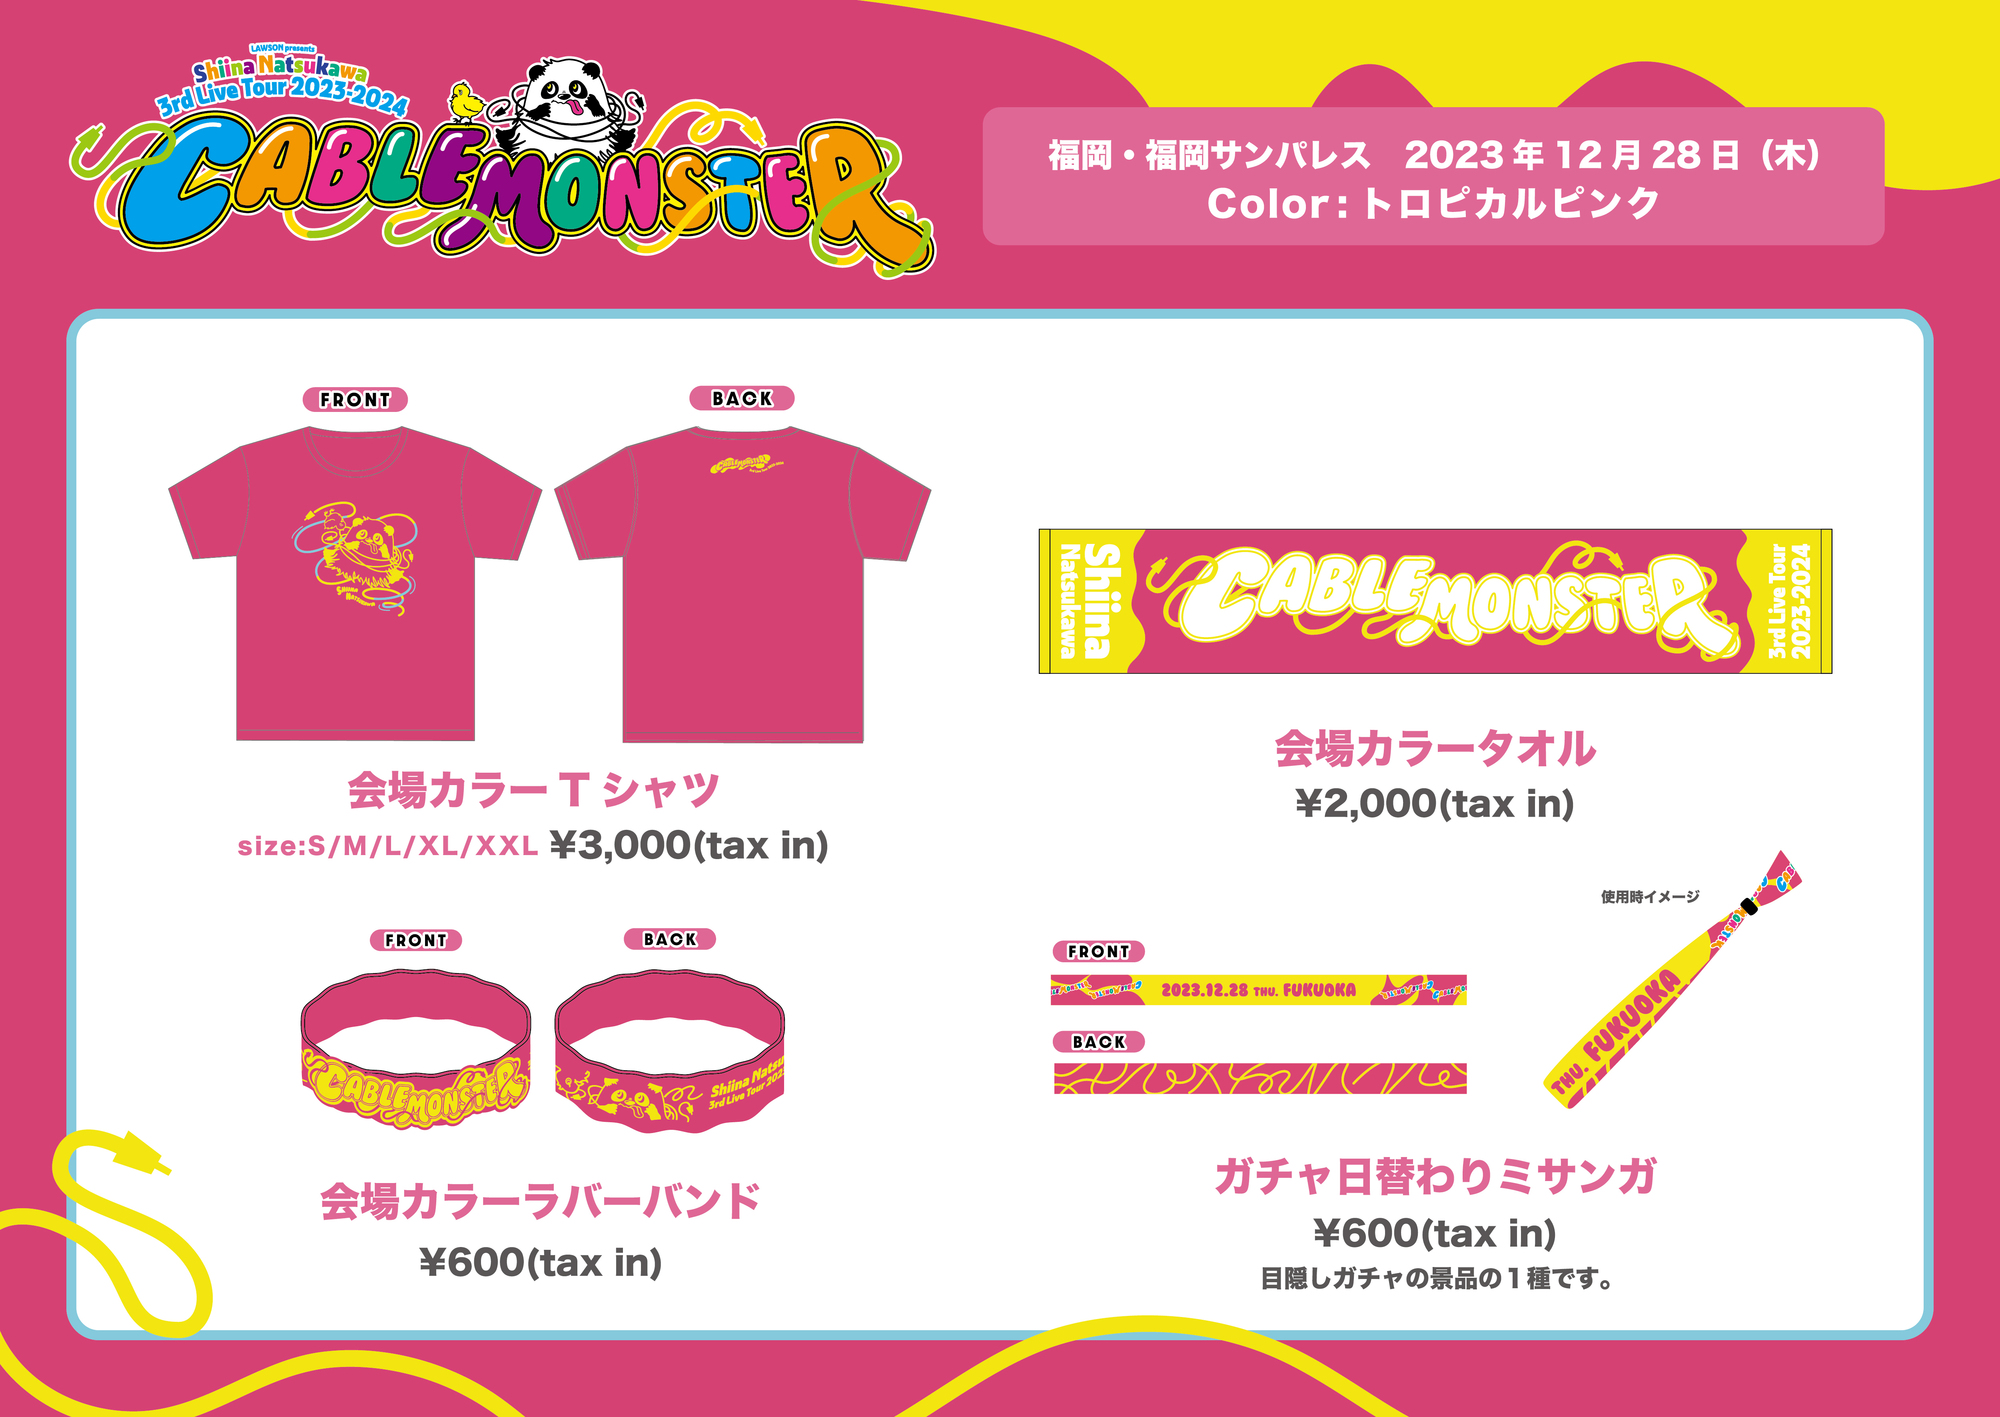 LAWSON presents
Shiina Natsukawa
3rd Live Tour 2023-2024
CABLEMONSTER
福岡・福岡サンパレス　2023年12月28日（木）
Color:トロピカルピンク
FRONT
BACK
SHIINA
NATSUKAWA
CABLEMONSTER
会場カラーTシャツ
size:S/M/L/XL/XXL ¥3,000(tax in)
Shiina
Natsukawa
CABLEMONSTER
3rd Live Tour
2023-2024
会場カラータオル
¥2,000(tax in)
FRONT
BACK
CABLEMONSTER
Shiina Natsu
3rd Live Tour 202
会場カラーラバーバンド
¥600(tax in)
使用時イメージ
FRONT
CABLEMONSTER
2023.12.28 THU. FUKUOKA
CABLEMONSTER
BACK
THU. FUKUOKA
ガチャ日替わりミサンガ
¥600(tax in)
目隠しガチャの景品の1種です。